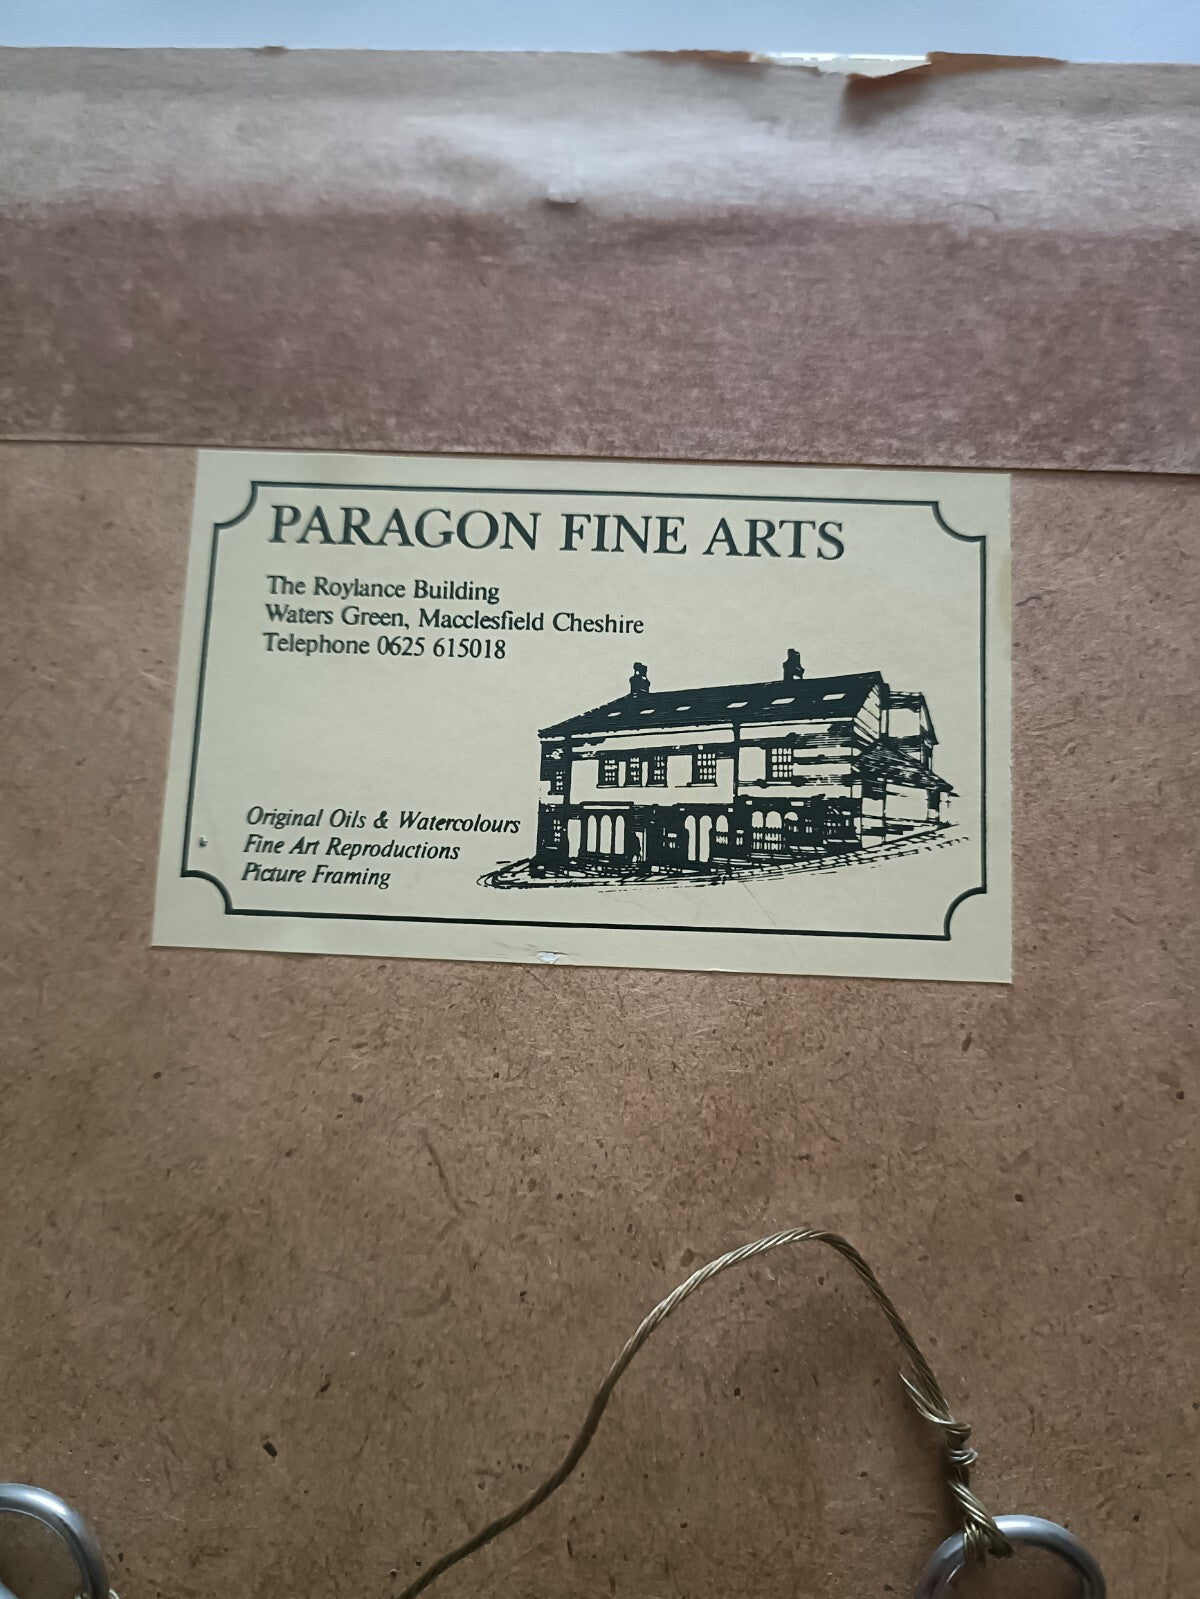 PARAGON FINE ARTS
The Roylance Building
Waters Green, Macclesfield Cheshire
Telephone 0625 615018
Original Oils & Watercolours
Fine Art Reproductions
Picture Framing